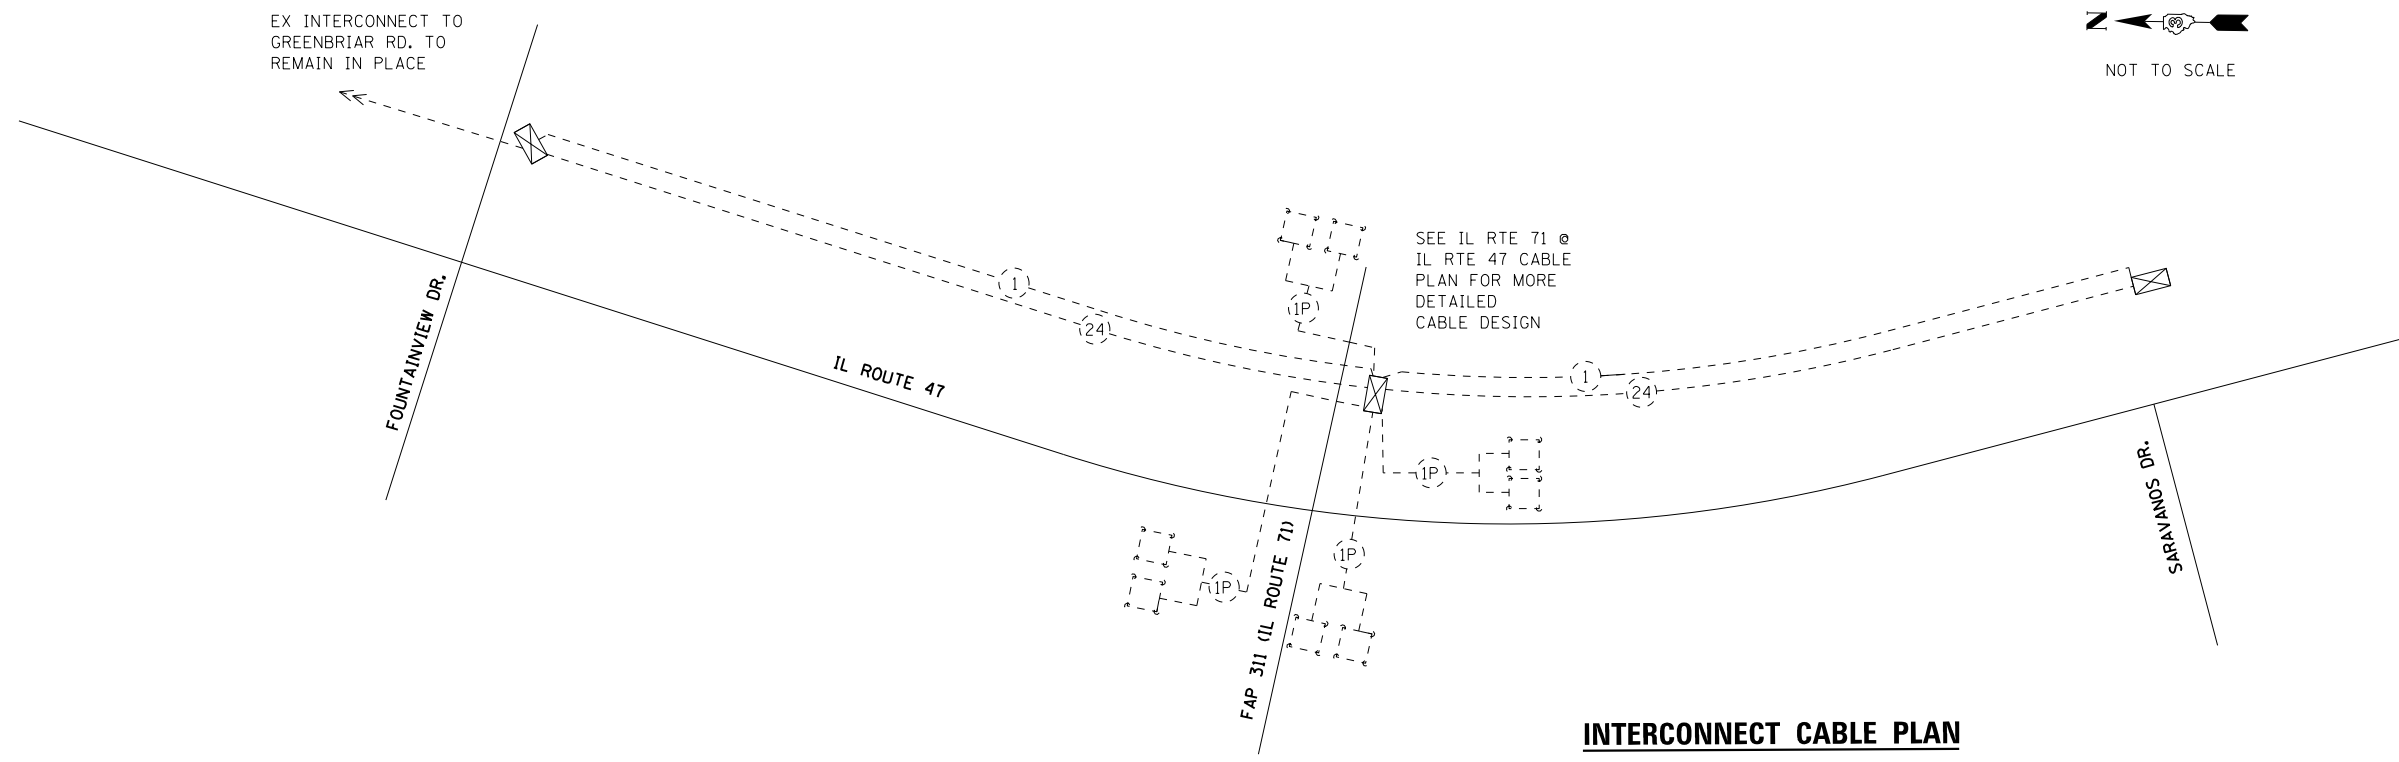 EX INTERCONNECT TO
GREENBRIAR RD. TO
REMAIN IN PLACE
N
3
NOT TO SCALE
SEE IL RTE 71 @
IL RTE 47 CABLE
PLAN FOR MORE
DETAILED
CABLE DESIGN
1
24
1P
1
24
FOUNTAINVIEW DR.
IL ROUTE 47
1P
1P
1P
FAP 311 (IL ROUTE 71)
SARAVANOS DR.
INTERCONNECT CABLE PLAN